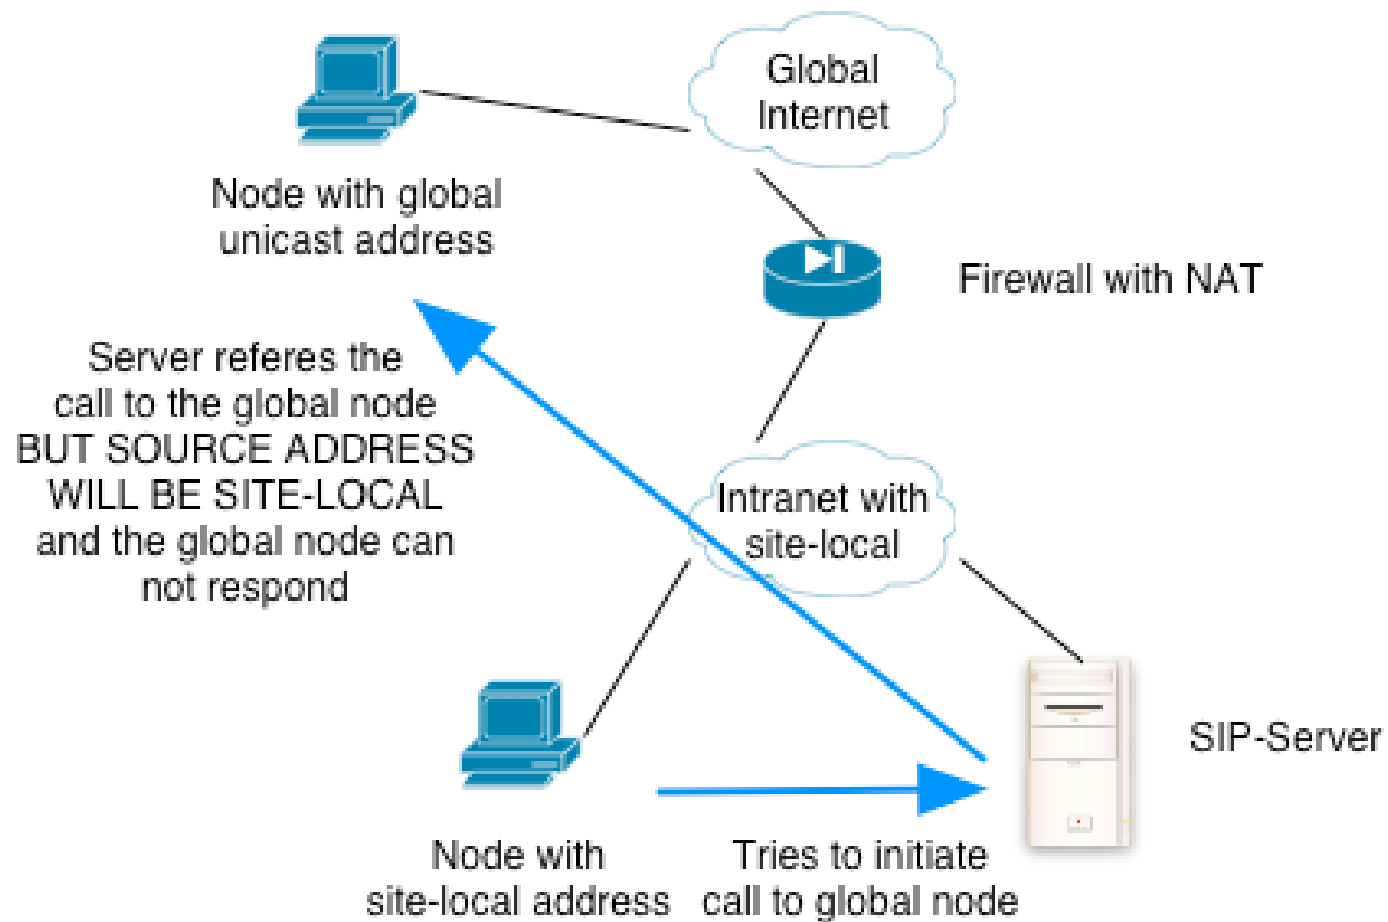 Global
Internet
Node with global
unicast address
Firewall with NAT
Server referes the
call to the global node
BUT SOURCE ADDRESS
WILL BE SITE-LOCAL
and the global node can
not respond
Intranet with
site-local
SIP-Server
Node with
site-local address
Tries to initiate
call to global node